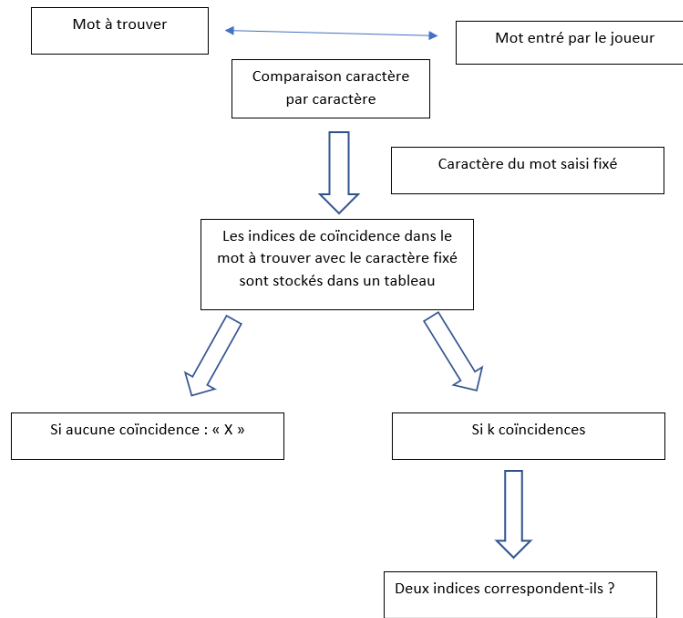 Mot à trouver
Mot entré par le joueur
Comparaison caractère
par caractère
Caractère du mot saisi fixé
Les indices de coïncidence dans le
mot à trouver avec le caractère fixé
sont stockés dans un tableau
Si aucune coïncidence : « X »
Si k coïncidences
Deux indices correspondent-ils ?